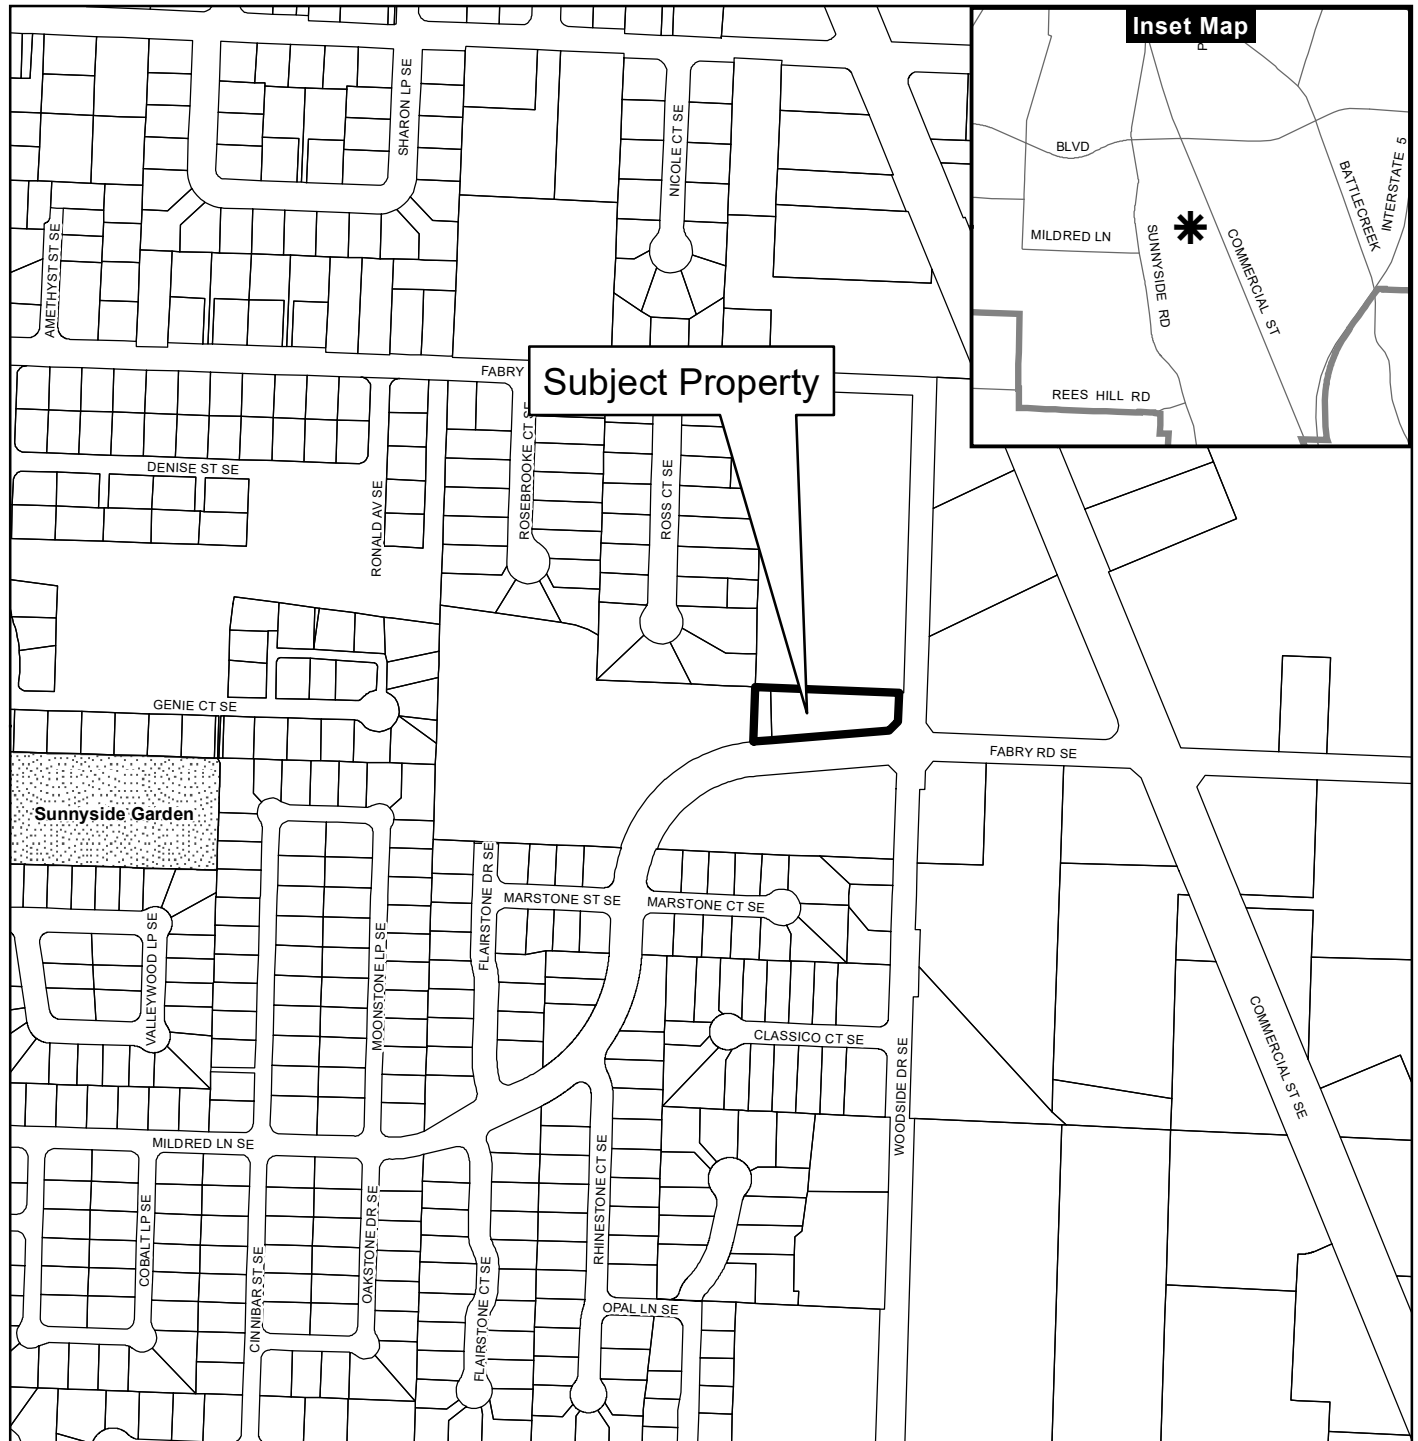 Inset Map
P
BLVD
BATTLECREEK
INTERSTATE 5
MILDRED LN
SUNNYSIDE RD
COMMERCIAL ST
REES HILL RD
SHARON LP SE
NICOLE CT SE
AMETHYST ST SE
FABRY
Subject Property
DENISE ST SE
RONALD AV SE
ROSEBROOKE CT SE
ROSS CT SE
GENIE CT SE
FABRY RD SE
Sunnyside Garden
FLAIRSTONE DR SE
MARSTONE ST SE
MARSTONE CT SE
VALLEYWOOD LP SE
MOONSTONE LP SE
CLASSICO CT SE
WOODSIDE DR SE
COMMERCIAL ST SE
MILDRED LN SE
COBALT LP SE
CINNIBAR ST SE
OAKSTONE DR SE
FLAIRSTONE CT SE
RHINESTONE CT SE
OPAL LN SE